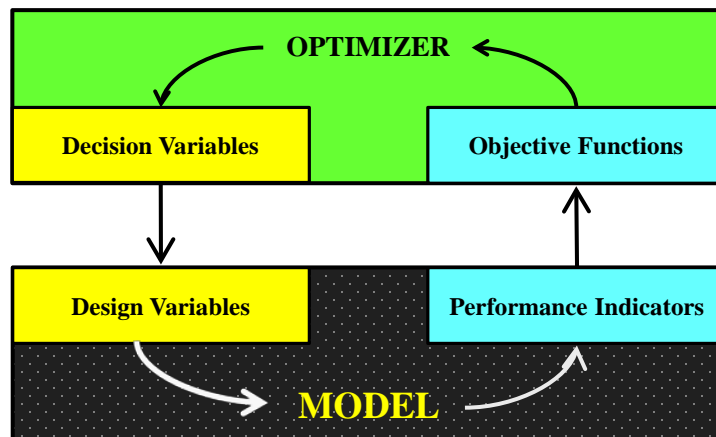 OPTIMIZER
Decision Variables
Objective Functions
Design Variables
Performance Indicators
MODEL